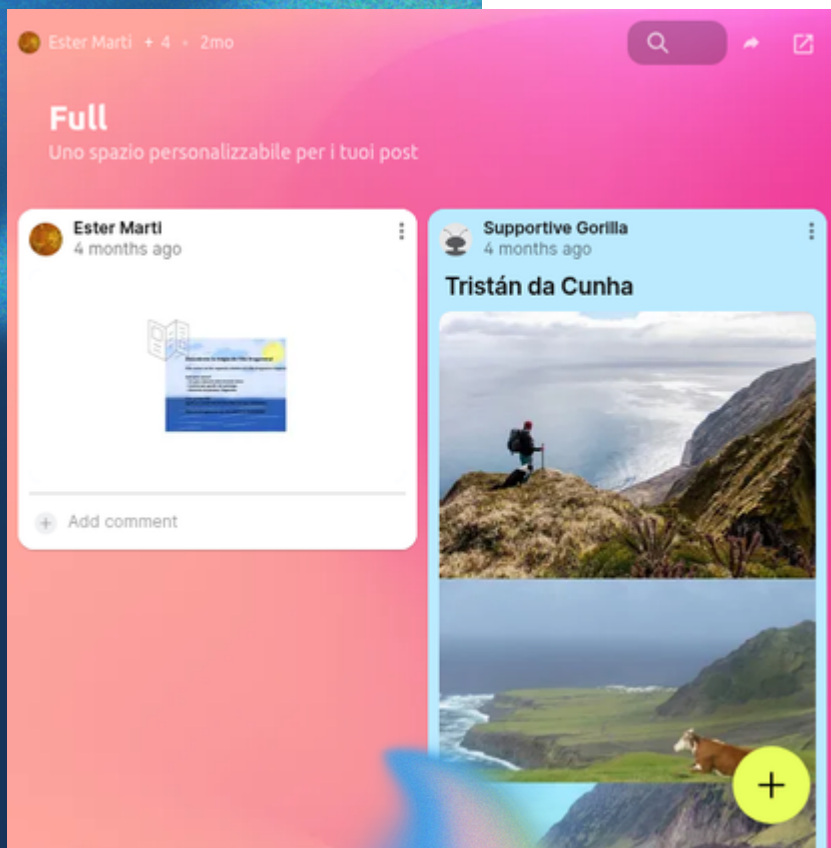 Ester Marti + 4 • 2mo
Full
Uno spazio personalizzabile per i tuoi post
Ester Marti
4 months ago
Add comment
Supportive Gorilla
4 months ago
Tristán da Cunha